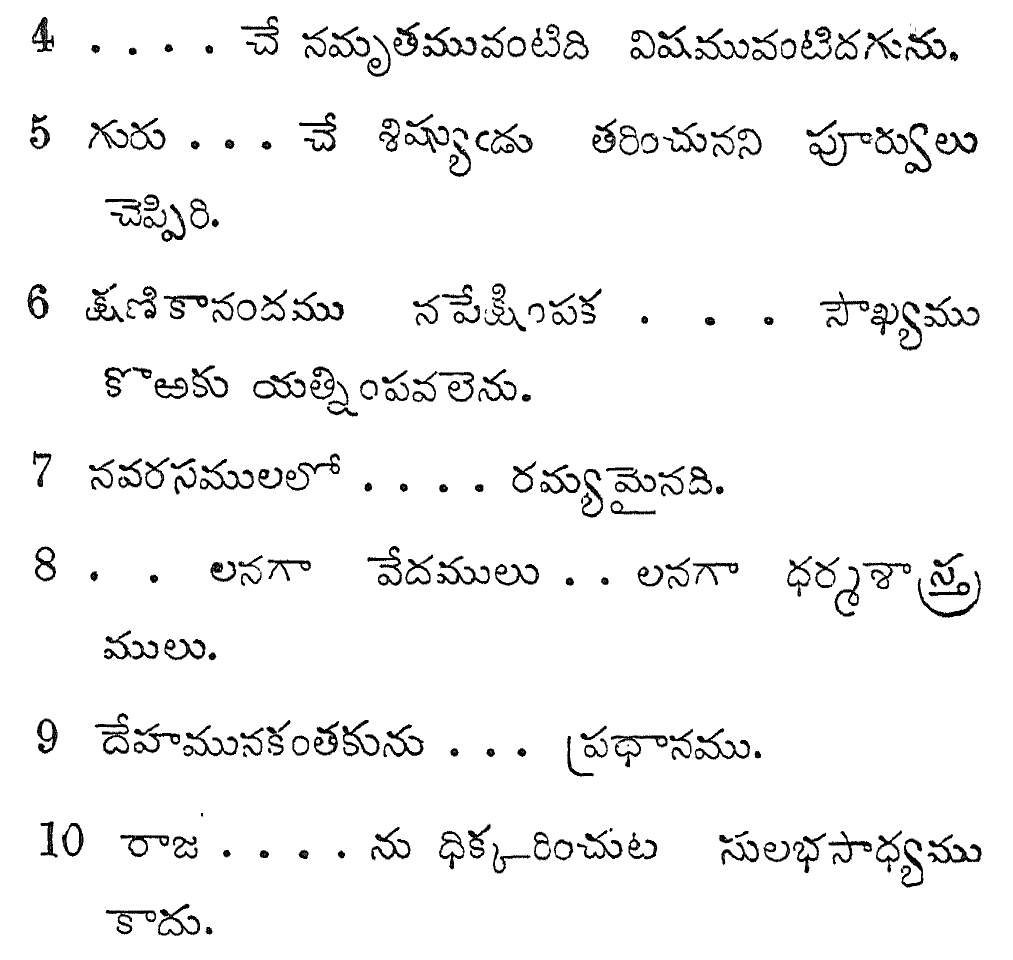 4 . . . . చే నమృతమువంటిది విషమువంటిదగును.
5 గురు . . . చే శిష్యుఁడు తరించునని పూర్వులు
చెప్పిరి.
6 క్షణికానందము నపేక్షింపక . . . సౌఖ్యము
కొఱకు యత్నింపవలెను.
7 నవరసములలో . . . . రమ్యమైనది.
8 . . లనగా వేదములు . . లనగా ధర్మశాస్త్ర
ములు.
9 దేహమునకంతకును . . . ప్రధానము.
10 రాజ . . . . ను ధిక్కరించుట సులభసాధ్యము
కాదు.